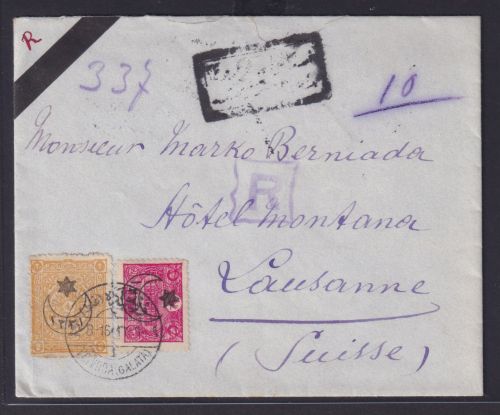 R
337
10
Monsieur Marko Berniada
R
Hôtel Montana
Lausanne
(Suisse)